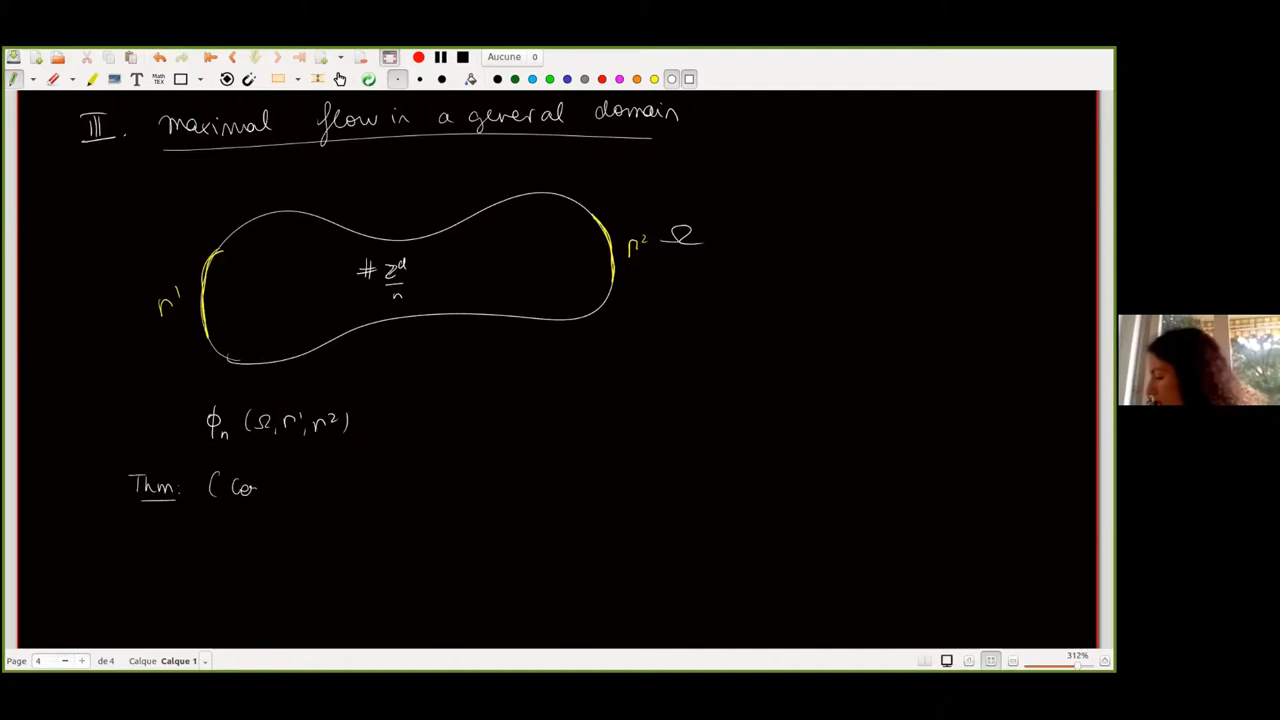 Aucune 0
III. maximal flow in a general domain
Γ² Ω
# ℤᵈ/n
Γ¹
ϕₙ (Ω, Γ¹, Γ²)
Thm: ( Ce
Page 4 de 4 Calque Calque 1 312%